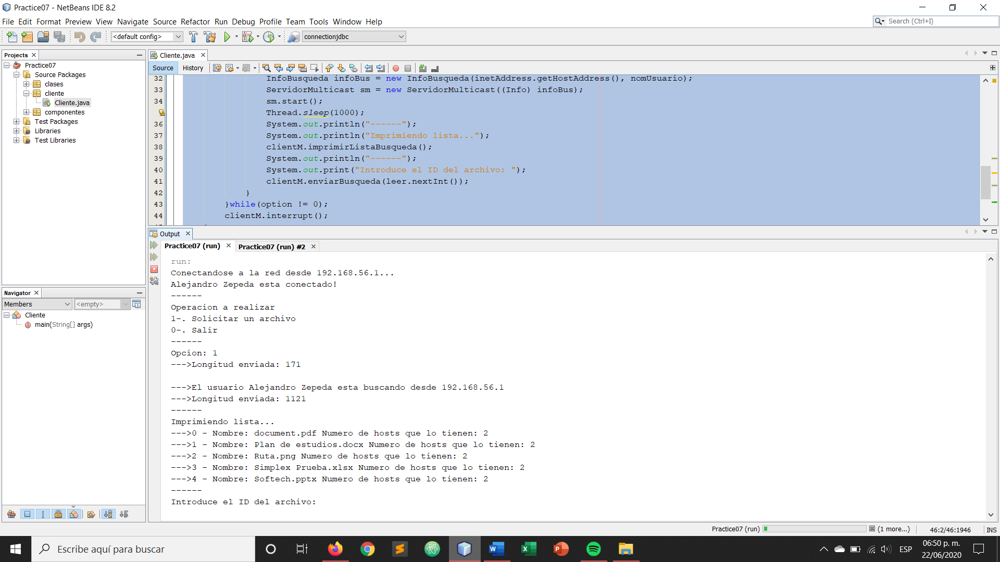 Practice07 - NetBeans IDE 8.2
File Edit Format Preview View Navigate Source Refactor Run Debug Profile Team Tools Window Help
Search (Ctrl+I)
<default config>
connectionjdbc
Projects
Practice07
Source Packages
clases
cliente
Cliente.java
componentes
Test Packages
Libraries
Test Libraries
Navigator
Members
<empty>
Cliente
main(String[] args)
Cliente.java
Source History
32 InfoBusqueda infoBus = new InfoBusqueda(inetAddress.getHostAddress(), nomUsuario);
33 ServidorMulticast sm = new ServidorMulticast((Info) infoBus);
34 sm.start();
Thread.sleep(1000);
36 System.out.println("------");
37 System.out.println("Imprimiendo lista...");
38 clientM.imprimirListaBusqueda();
39 System.out.println("------");
40 System.out.print("Introduce el ID del archivo: ");
41 clientM.enviarBusqueda(leer.nextInt());
42 }
43 }while(option != 0);
44 clientM.interrupt();
Output
Practice07 (run) Practice07 (run) #2
run:
Conectandose a la red desde 192.168.56.1...
Alejandro Zepeda esta conectado!
------
Operacion a realizar
1-. Solicitar un archivo
0-. Salir
------
Opcion: 1
--->Longitud enviada: 171
--->El usuario Alejandro Zepeda esta buscando desde 192.168.56.1
--->Longitud enviada: 1121
------
Imprimiendo lista...
--->0 - Nombre: document.pdf Numero de hosts que lo tienen: 2
--->1 - Nombre: Plan de estudios.docx Numero de hosts que lo tienen: 2
--->2 - Nombre: Ruta.png Numero de hosts que lo tienen: 2
--->3 - Nombre: Simplex Prueba.xlsx Numero de hosts que lo tienen: 2
--->4 - Nombre: Softech.pptx Numero de hosts que lo tienen: 2
------
Introduce el ID del archivo:
Practice07 (run) (1 more...) 46:2/46:1946 INS
Escribe aquí para buscar
ESP
06:50 p. m.
22/06/2020